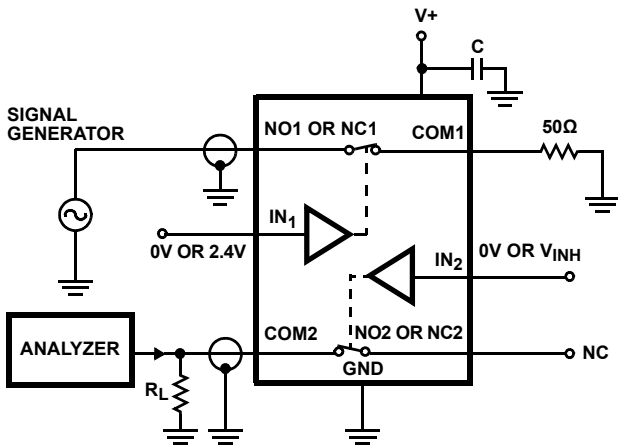 V+
C
SIGNAL
GENERATOR
NO1 OR NC1
COM1
50Ω
IN1
0V OR 2.4V
IN2
0V OR VINH
COM2
NO2 OR NC2
ANALYZER
GND
NC
RL